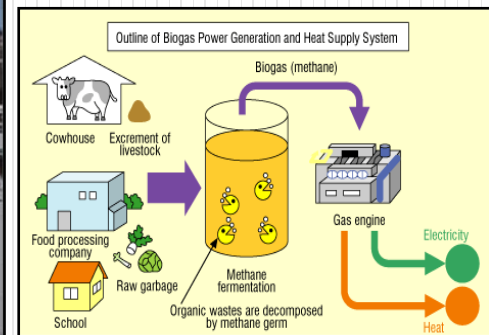 Outline of Biogas Power Generation and Heat Supply System
Biogas (methane)
Cowhouse
Excrement of
livestock
Food processing
company
Raw garbage
School
Methane
fermentation
Organic wastes are decomposed
by methane germ
Gas engine
Electricity
Heat